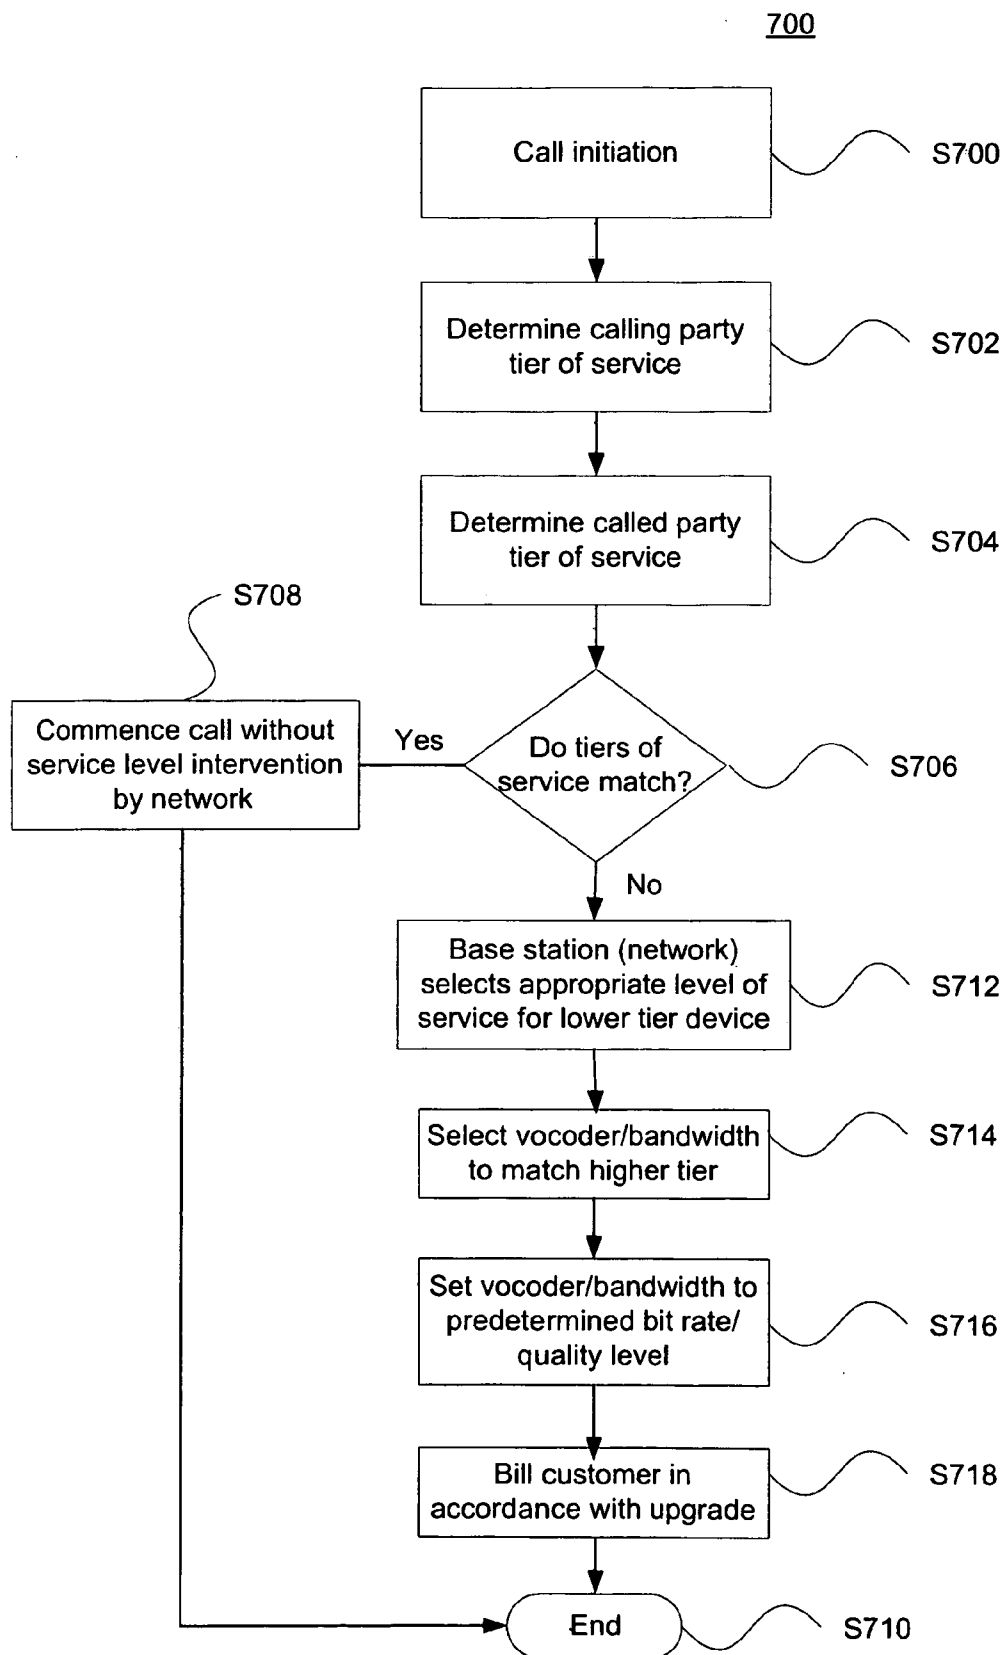 700
Call initiation
S700
Determine calling party
tier of service
S702
Determine called party
tier of service
S704
S708
Commence call without
service level intervention
by network
Yes
Do tiers of
service match?
S706
No
Base station (network)
selects appropriate level of
service for lower tier device
S712
Select vocoder/bandwidth
to match higher tier
S714
Set vocoder/bandwidth to
predetermined bit rate/
quality level
S716
Bill customer in
accordance with upgrade
S718
End
S710